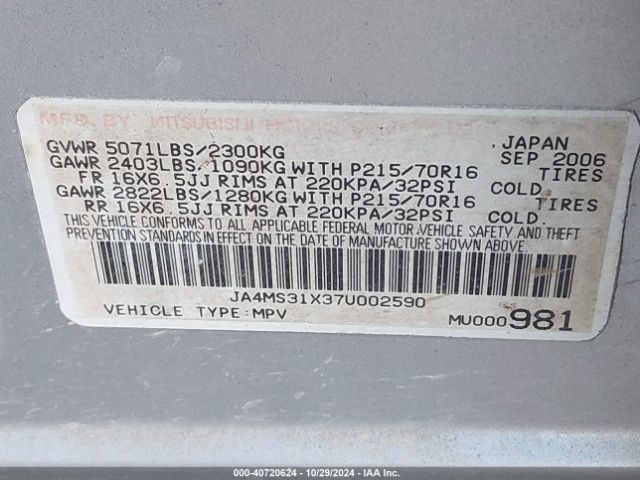 MFD BY MITSUBISHI MOTORS
GVWR 5071LBS/2300KG JAPAN
GAWR 2403LBS/1090KG WITH P215/70R16 SEP 2006
FR 16X6.5JJ RIMS AT 220KPA/32PSI TIRES
GAWR 2822LBS/1280KG WITH P215/70R16 COLD.
RR 16X6.5JJ RIMS AT 220KPA/32PSI TIRES
COLD.
THIS VEHICLE CONFORMS TO ALL APPLICABLE FEDERAL MOTOR VEHICLE SAFETY AND THEFT
PREVENTION STANDARDS IN EFFECT ON THE DATE OF MANUFACTURE SHOWN ABOVE.
JA4MS31X37U002590
VEHICLE TYPE:MPV MU000981
000-40720624 | 10/29/2024 - IAA Inc.